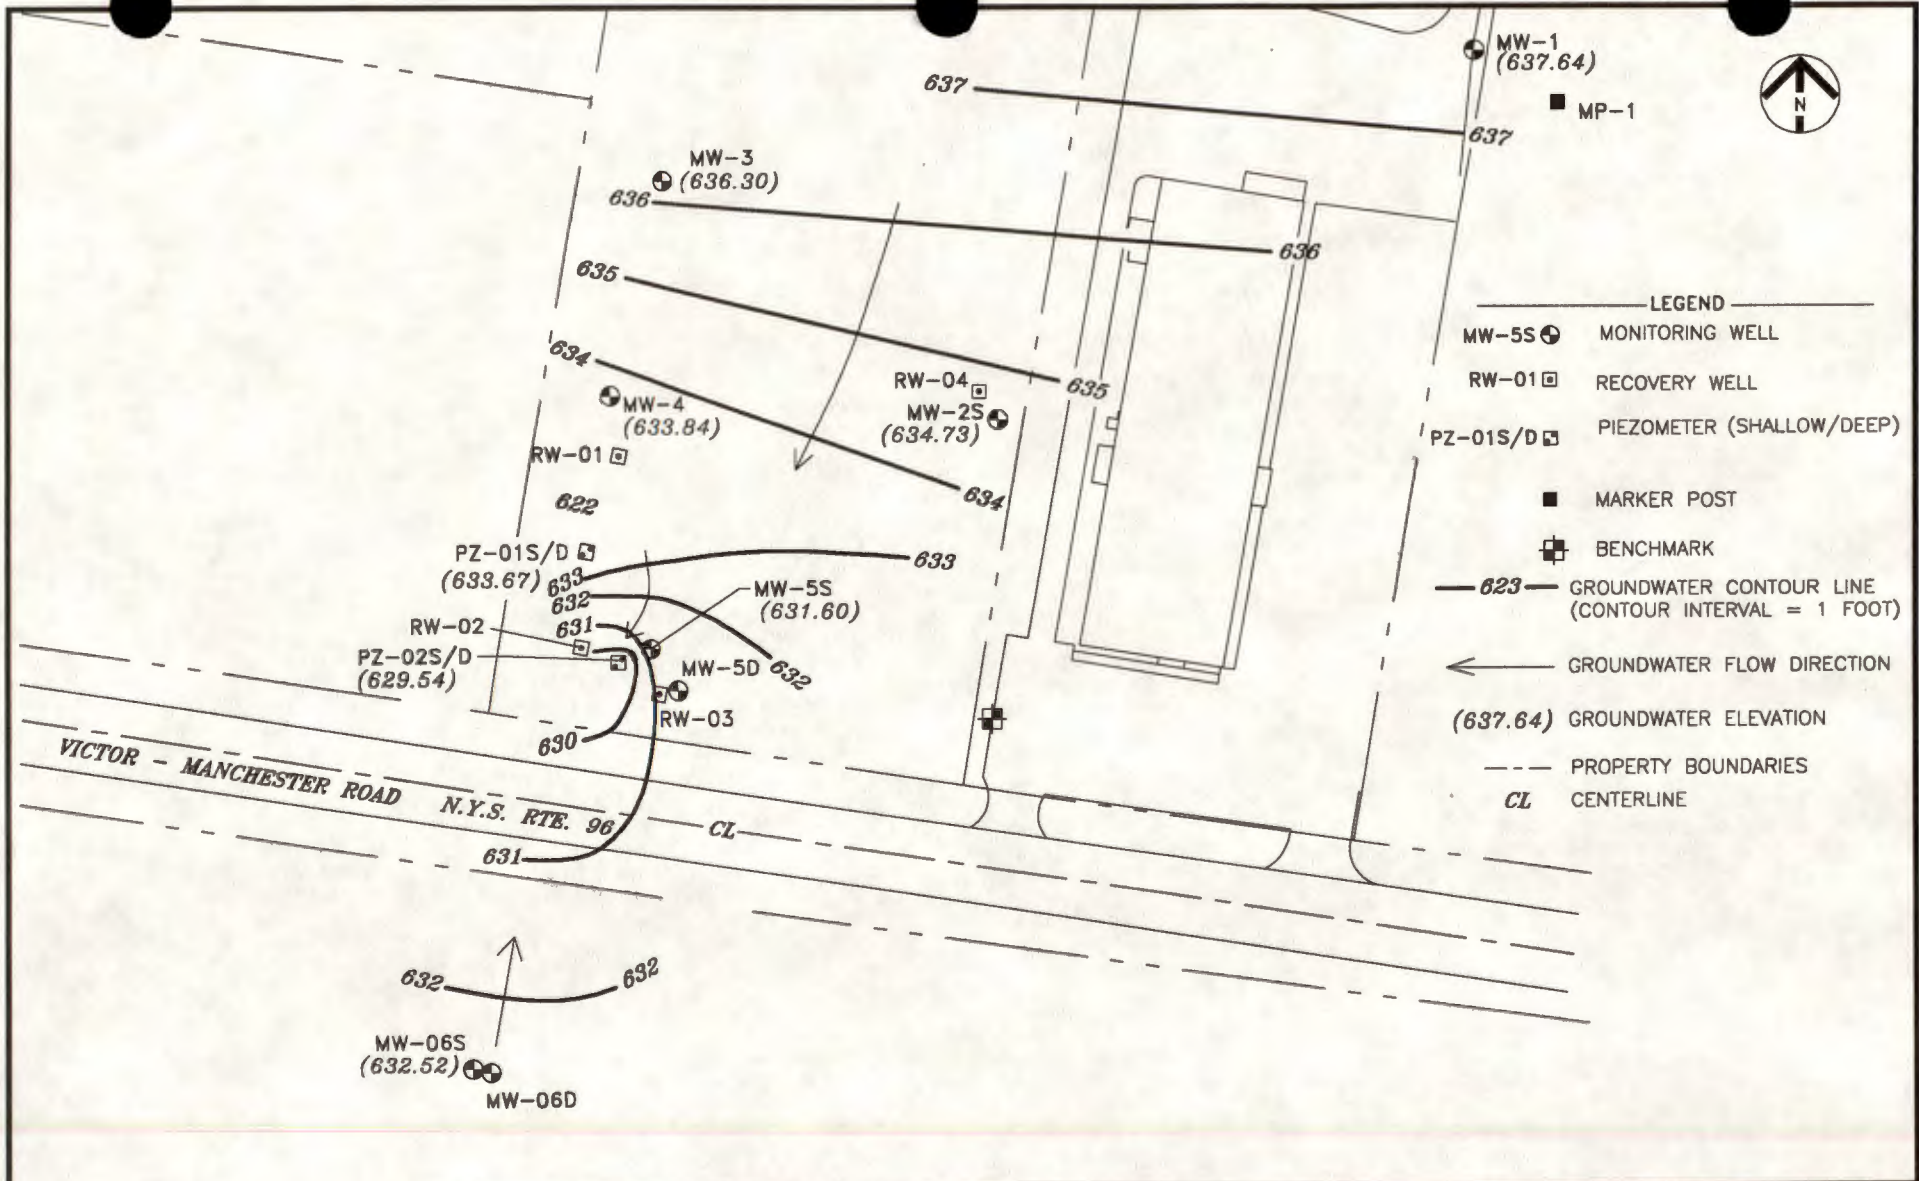 MW-1
(637.64)
MP-1
N
637
637
MW-3
(636.30)
636
636
635
635
634
634
RW-04
MW-2S
(634.73)
MW-4
(633.84)
RW-01
622
PZ-01S/D
(633.67)
633
633
632
632
MW-5S
(631.60)
631
RW-02
PZ-02S/D
(629.54)
MW-5D
RW-03
630
VICTOR - MANCHESTER ROAD N.Y.S. RTE. 96
CL
631
632
632
MW-06S
(632.52)
MW-06D
LEGEND
MW-5S MONITORING WELL
RW-01 RECOVERY WELL
PZ-01S/D PIEZOMETER (SHALLOW/DEEP)
MARKER POST
BENCHMARK
623 GROUNDWATER CONTOUR LINE
(CONTOUR INTERVAL = 1 FOOT)
GROUNDWATER FLOW DIRECTION
(637.64) GROUNDWATER ELEVATION
PROPERTY BOUNDARIES
CL CENTERLINE